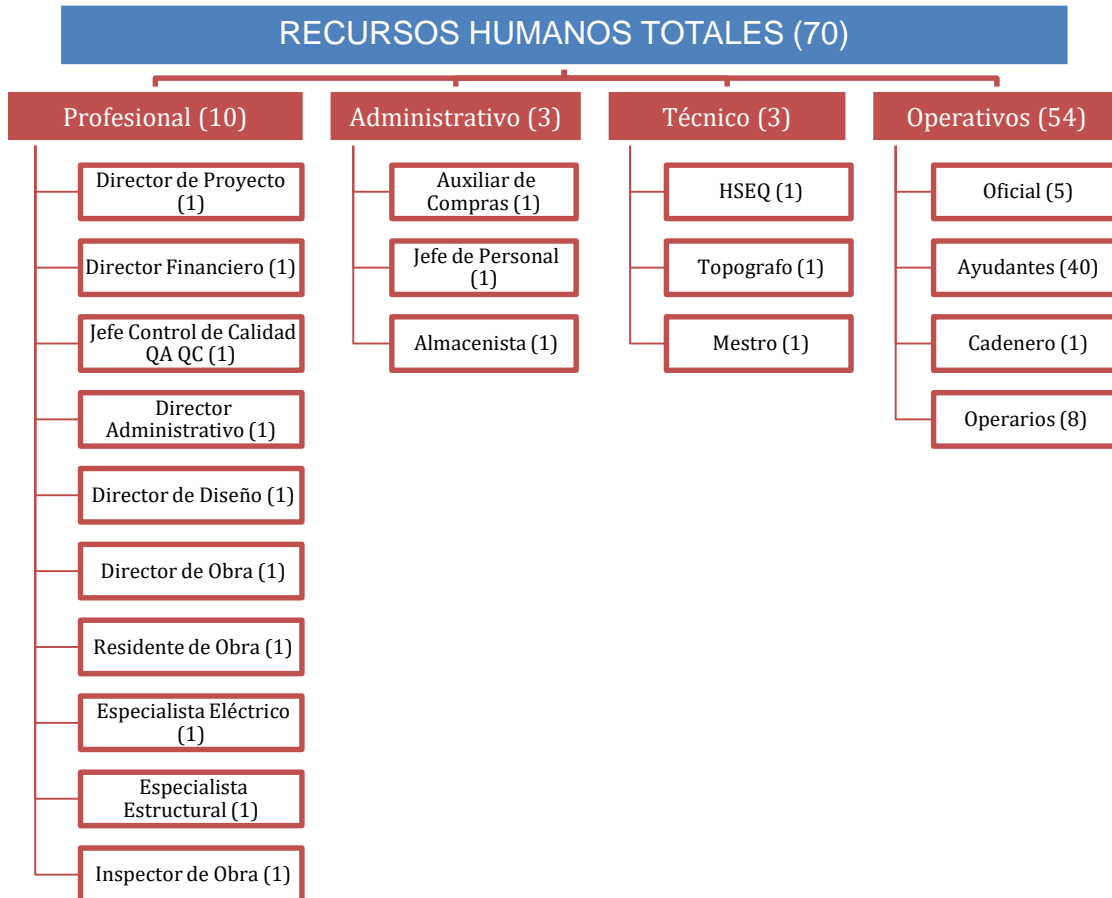 RECURSOS HUMANOS TOTALES (70)
Profesional (10)
Director de Proyecto
(1)
Director Financiero (1)
Jefe Control de Calidad
QA QC (1)
Director
Administrativo (1)
Director de Diseño (1)
Director de Obra (1)
Residente de Obra (1)
Especialista Eléctrico
(1)
Especialista
Estructural (1)
Inspector de Obra (1)
Administrativo (3)
Auxiliar de
Compras (1)
Jefe de Personal
(1)
Almacenista (1)
Técnico (3)
HSEQ (1)
Topografo (1)
Mestro (1)
Operativos (54)
Oficial (5)
Ayudantes (40)
Cadenero (1)
Operarios (8)